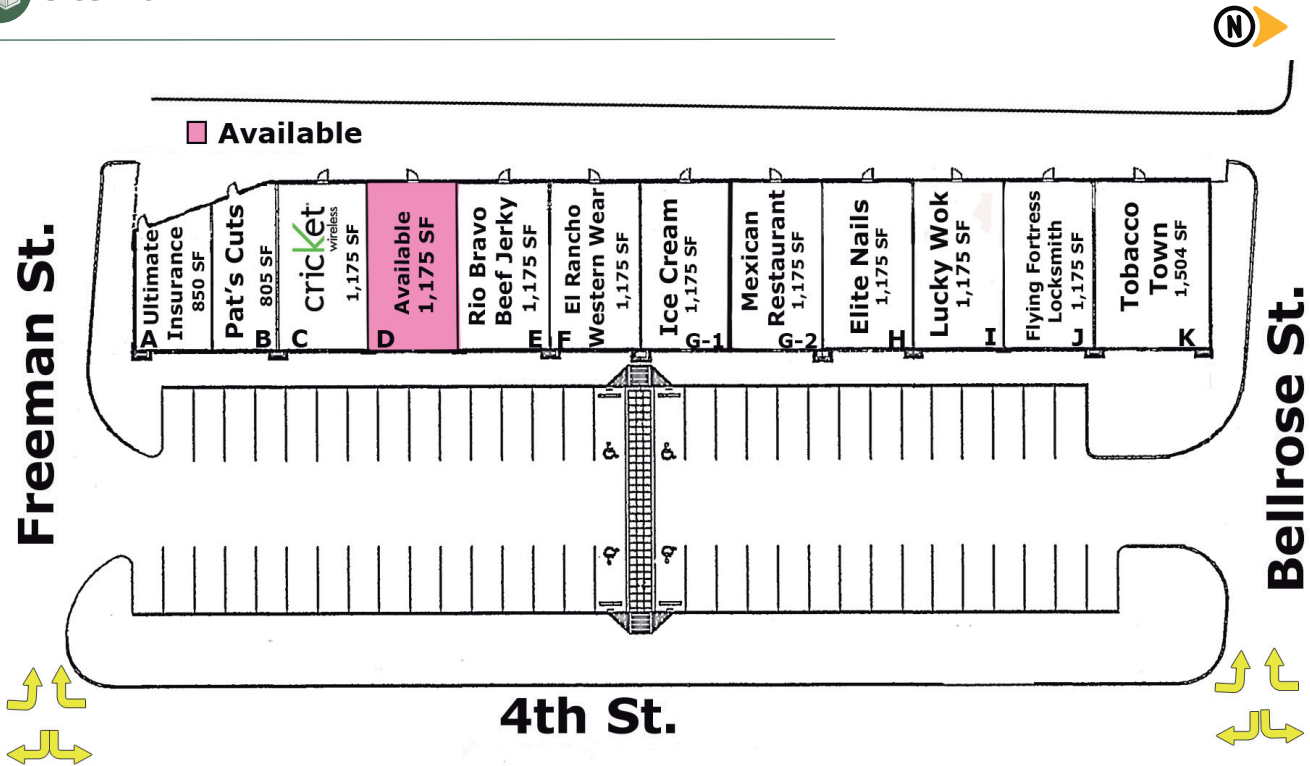 N
Available
Freeman St.
Ultimate
Insurance
850 SF
A
Pat's Cuts
805 SF
B
cricket
wireless
1,175 SF
C
Available
1,175 SF
D
Rio Bravo
Beef Jerky
1,175 SF
E
El Rancho
Western Wear
1,175 SF
F
Ice Cream
1,175 SF
G-1
Mexican
Restaurant
1,175 SF
G-2
Elite Nails
1,175 SF
H
Lucky Wok
1,175 SF
I
Flying Fortress
Locksmith
1,175 SF
J
Tobacco
Town
1,504 SF
K
Bellrose St.
4th St.